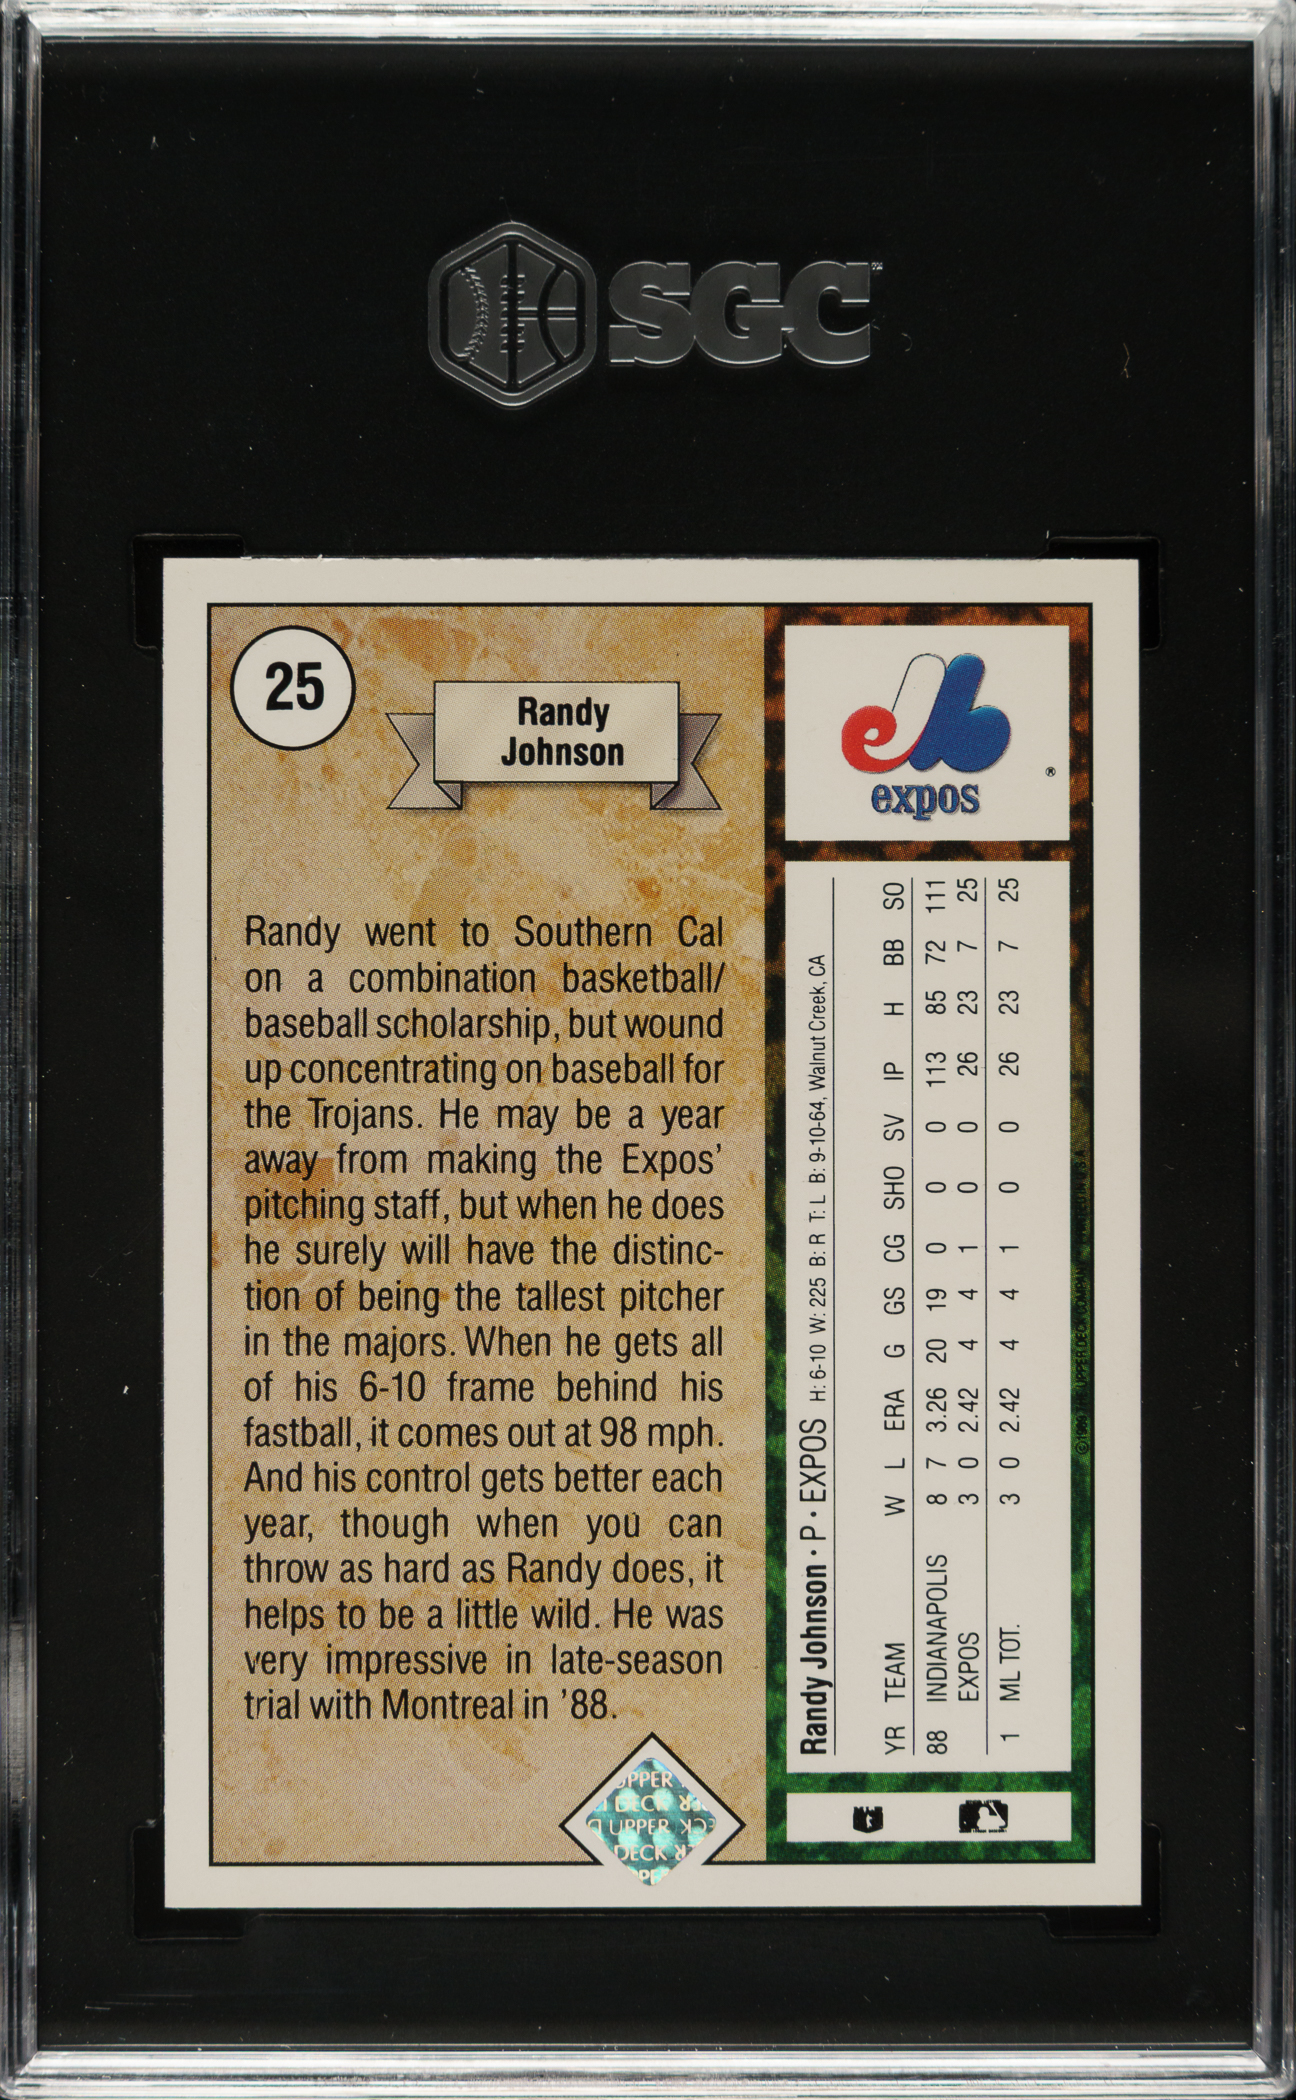 SGC
25
Randy
Johnson
Randy went to Southern Cal
on a combination basketball/
baseball scholarship, but wound
up concentrating on baseball for
the Trojans. He may be a year
away from making the Expos'
pitching staff, but when he does
he surely will have the distinc-
tion of being the tallest pitcher
in the majors. When he gets all
of his 6-10 frame behind his
fastball, it comes out at 98 mph.
And his control gets better each
year, though when you can
throw as hard as Randy does, it
helps to be a little wild. He was
very impressive in late-season
trial with Montreal in '88.
UPPER
DECK
UPPER
DECK
expos
®
Randy Johnson · P · EXPOS H: 6-10 W: 225 B: R T: L B: 9-10-64, Walnut Creek, CA
YR TEAM W L ERA G GS CG SHO SV IP H BB SO
88 INDIANAPOLIS 8 7 3.26 20 19 0 0 0 113 85 72 111
EXPOS 3 0 2.42 4 4 1 0 0 26 23 7 25
1 ML TOT. 3 0 2.42 4 4 1 0 0 26 23 7 25
©1989 THE UPPER DECK COMPANY